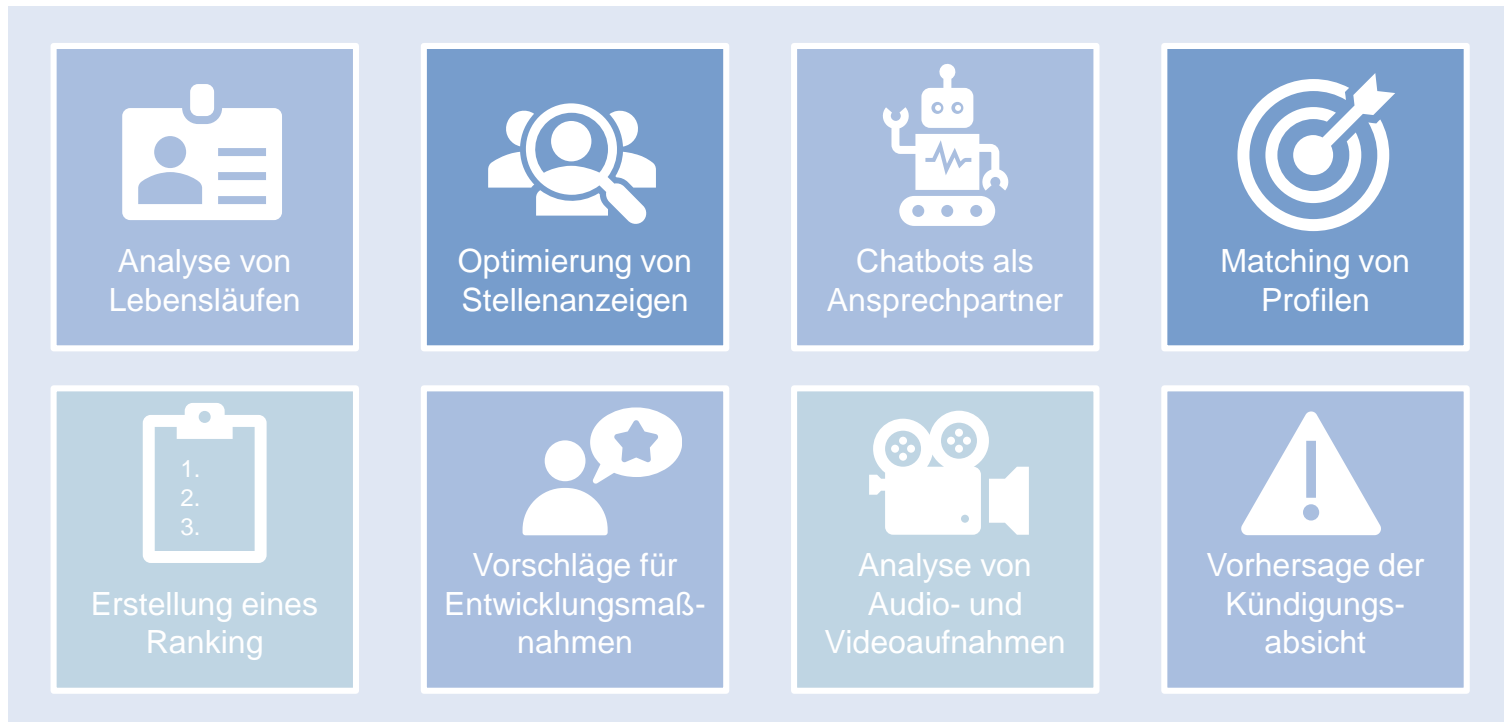 Analyse von
Lebensläufen
Optimierung von
Stellenanzeigen
Chatbots als
Ansprechpartner
Matching von
Profilen
1.
2.
3.
Erstellung eines
Ranking
Vorschläge für
Entwicklungsmaß-
nahmen
Analyse von
Audio- und
Videoaufnahmen
Vorhersage der
Kündigungs-
absicht